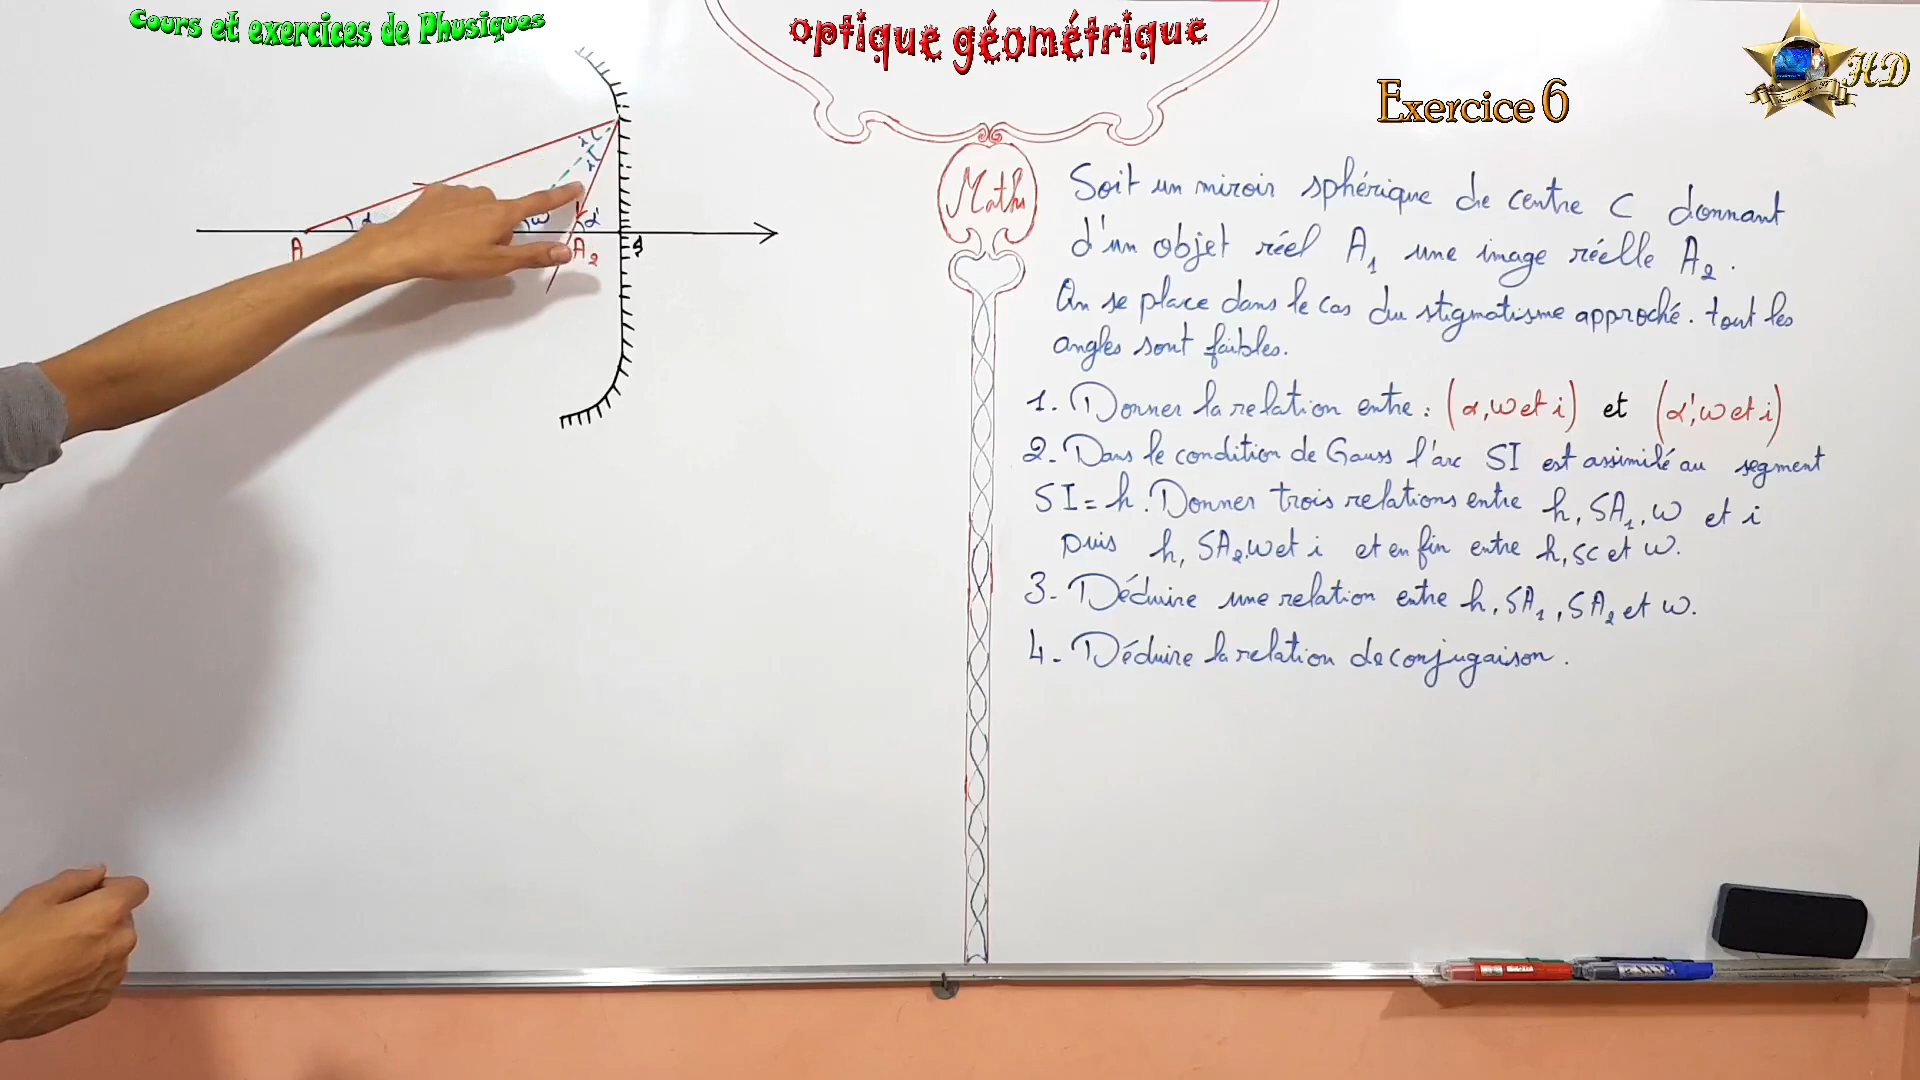 Cours et exercices de Physiques
optique géométrique
Exercice 6
HD
Maths
Soit un miroir sphérique de centre C donnant
d'un objet réel A₁ une image réelle A₂.
On se place dans le cas du stigmatisme approché. tout les
angles sont faibles.
1. Donner la relation entre : (α, ω et i) et (α', ω et i)
2. Dans le condition de Gauss l'arc SI est assimilé au segment
SI = h. Donner trois relations entre h, SA₁, ω et i
puis h, SA₂, ω et i et en fin entre h, SC et ω.
3. Déduire une relation entre h, SA₁, SA₂ et ω.
4. Déduire la relation de conjugaison.
i
i
α
ω
α'
A
A₂
S